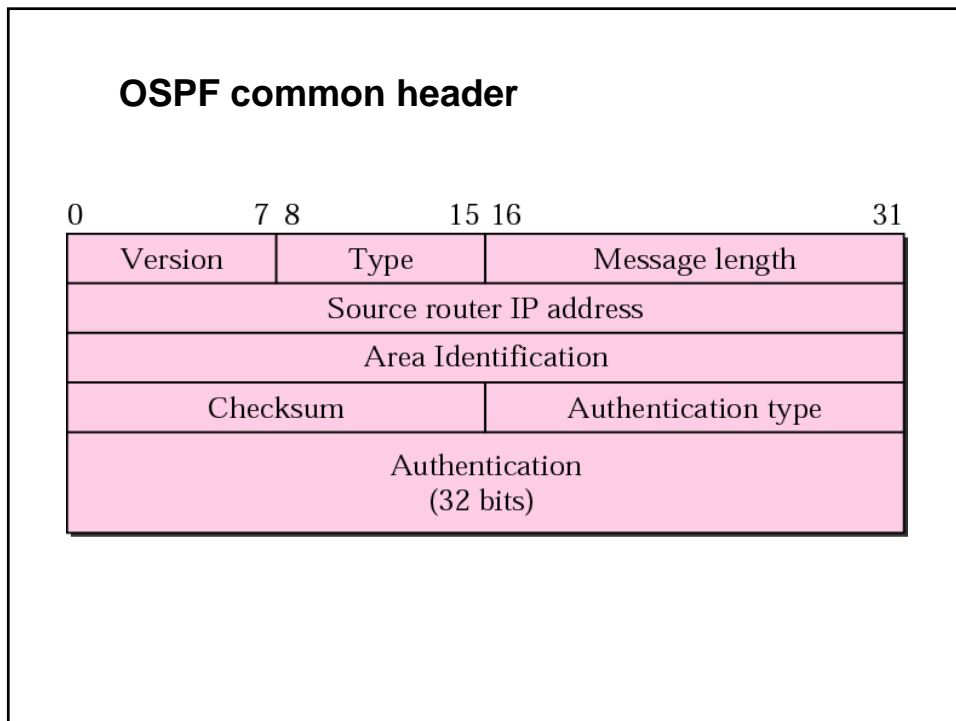 OSPF common header
0 7 8 15 16 31
Version Type Message length
Source router IP address
Area Identification
Checksum Authentication type
Authentication
(32 bits)